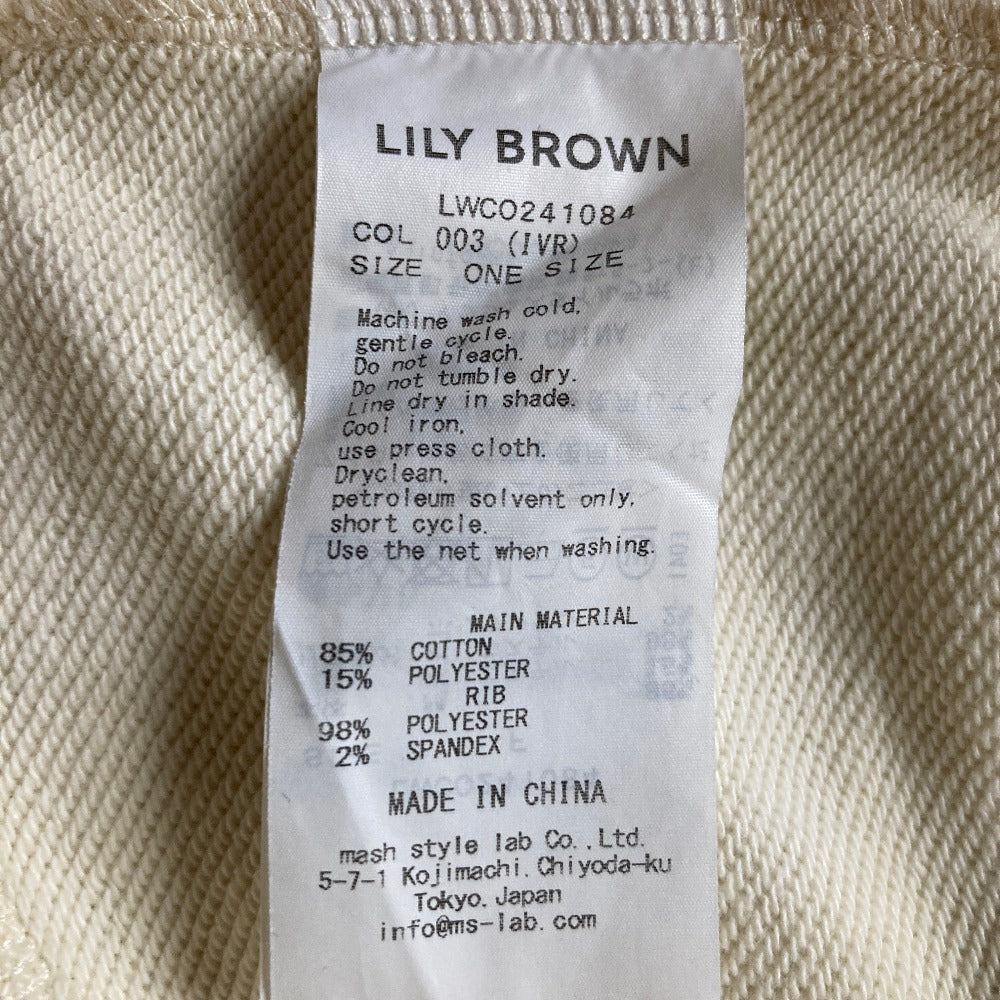 LILY BROWN
LWCO241084
COL 003 (IVR)
SIZE ONE SIZE
Machine wash cold,
gentle cycle.
Do not bleach.
Do not tumble dry.
Line dry in shade.
Cool iron,
use press cloth.
Dryclean,
petroleum solvent only,
short cycle.
Use the net when washing.
MAIN MATERIAL
85% COTTON
15% POLYESTER
RIB
98% POLYESTER
2% SPANDEX
MADE IN CHINA
mash style lab Co.,Ltd.
5-7-1 Kojimachi. Chiyoda-ku
Tokyo. Japan
info@ms-lab.com